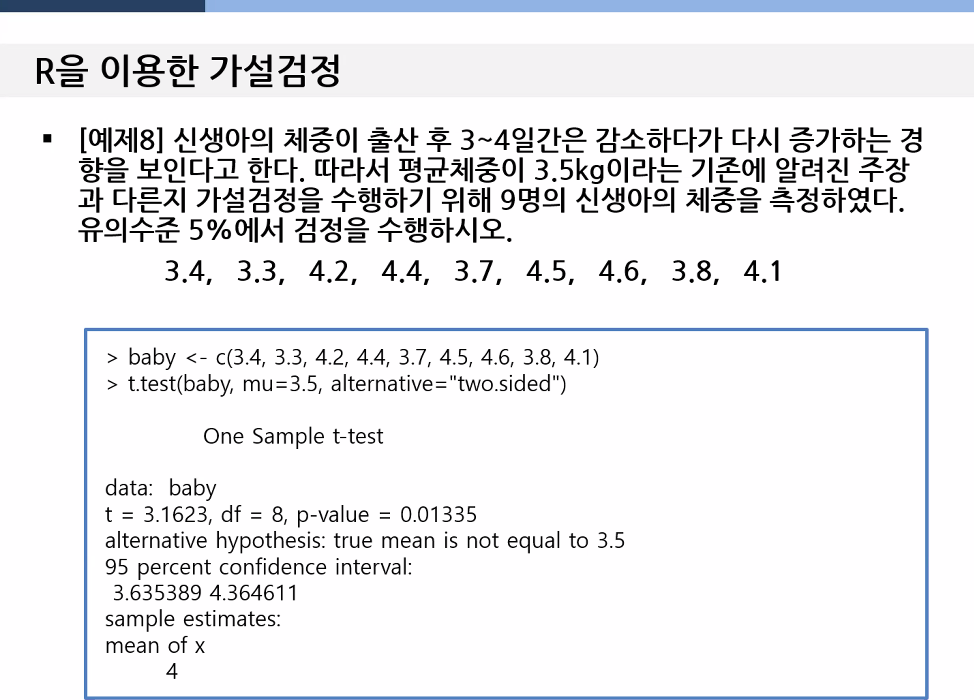 R을 이용한 가설검정
▪ [예제8] 신생아의 체중이 출산 후 3~4일간은 감소하다가 다시 증가하는 경
향을 보인다고 한다. 따라서 평균체중이 3.5kg이라는 기존에 알려진 주장
과 다른지 가설검정을 수행하기 위해 9명의 신생아의 체중을 측정하였다.
유의수준 5%에서 검정을 수행하시오.
3.4, 3.3, 4.2, 4.4, 3.7, 4.5, 4.6, 3.8, 4.1
> baby <- c(3.4, 3.3, 4.2, 4.4, 3.7, 4.5, 4.6, 3.8, 4.1)
> t.test(baby, mu=3.5, alternative="two.sided")
One Sample t-test
data: baby
t = 3.1623, df = 8, p-value = 0.01335
alternative hypothesis: true mean is not equal to 3.5
95 percent confidence interval:
3.635389 4.364611
sample estimates:
mean of x
4